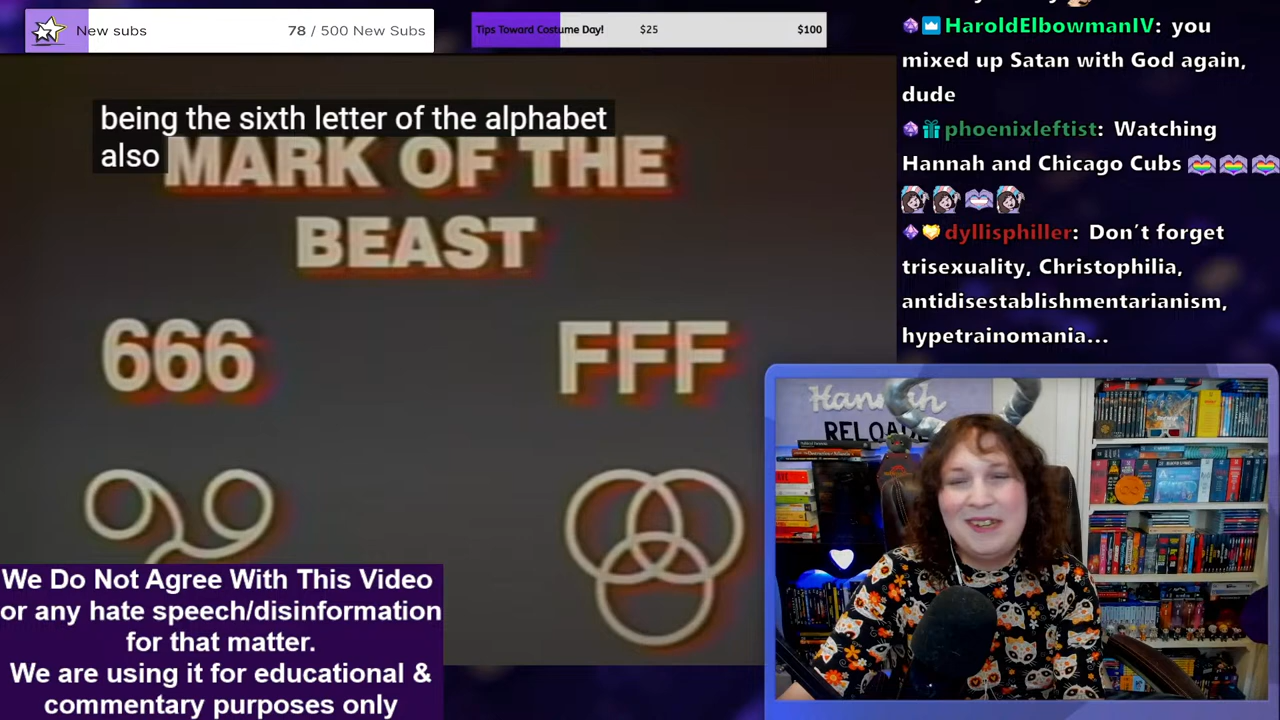 New subs
78 / 500 New Subs
Tips Toward Costume Day!
$25
$100
being the sixth letter of the alphabet
also
MARK OF THE
BEAST
666
FFF
We Do Not Agree With This Video
or any hate speech/disinformation
for that matter.
We are using it for educational &
commentary purposes only
HaroldElbowmanIV: you
mixed up Satan with God again,
dude
phoenixleftist: Watching
Hannah and Chicago Cubs
dyllisphiller: Don't forget
trisexuality, Christophilia,
antidisestablishmentarianism,
hypetrainomania...
Hannah
RELOADE